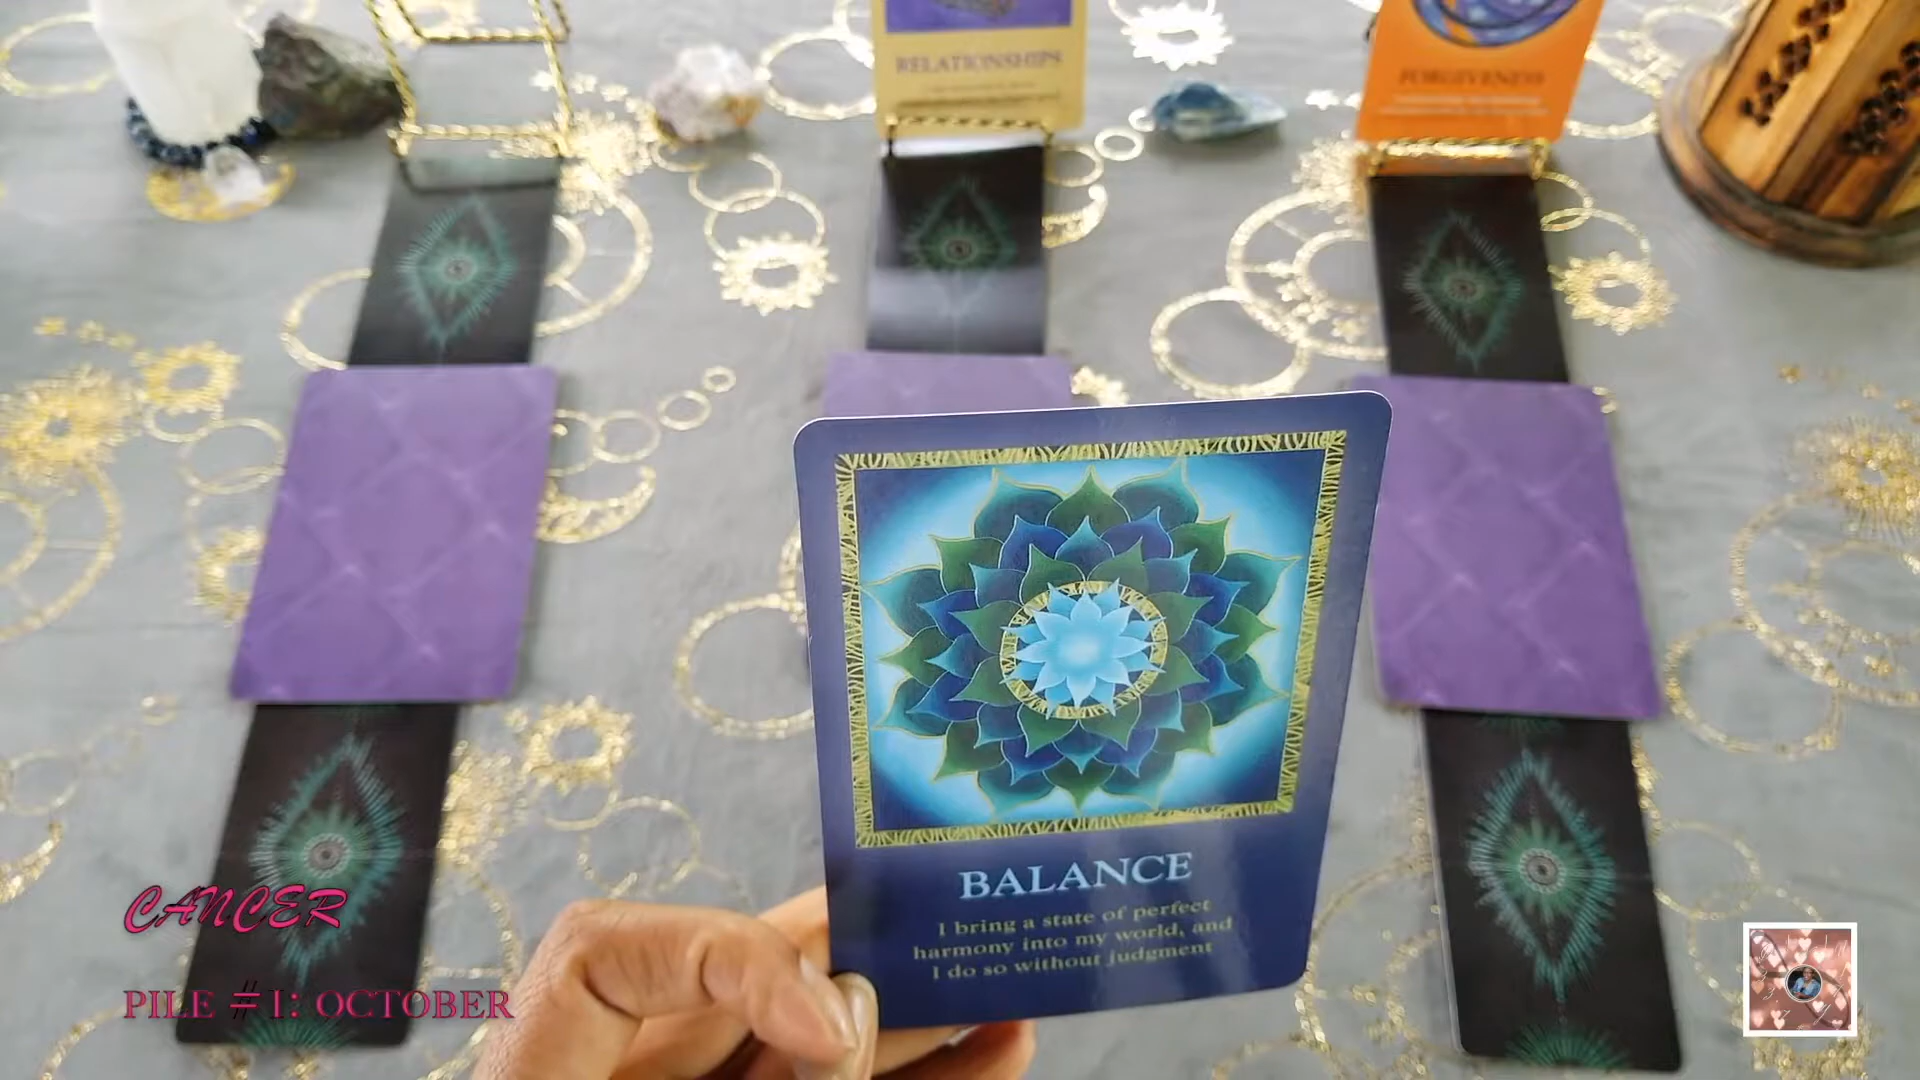 RELATIONSHIPS
FORGIVENESS
BALANCE
I bring a state of perfect
harmony into my world, and
I do so without judgment
CANCER
PILE #1: OCTOBER